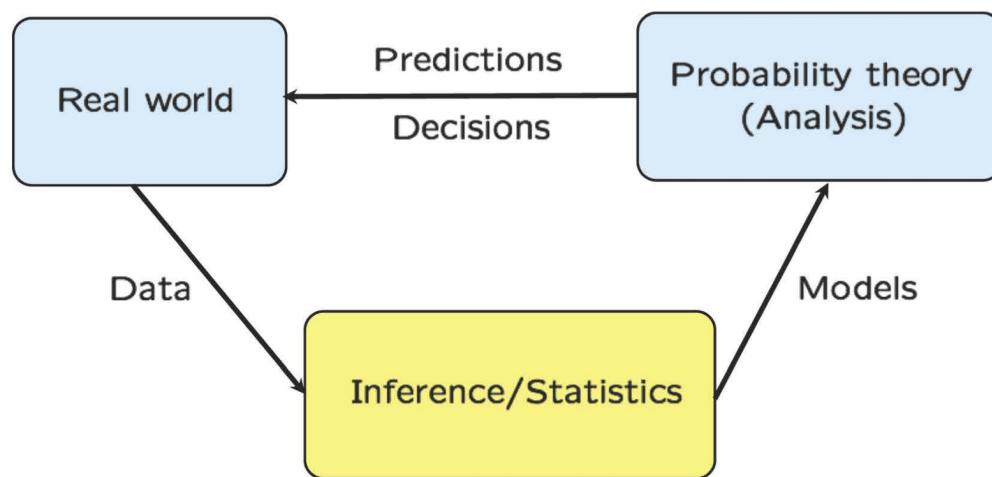 Real world
Predictions
Decisions
Probability theory
(Analysis)
Data
Models
Inference/Statistics